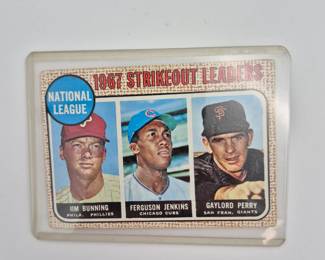 1967 STRIKEOUT LEADERS
NATIONAL
LEAGUE
JIM BUNNING
PHILA. PHILLIES
FERGUSON JENKINS
CHICAGO CUBS
GAYLORD PERRY
SAN FRAN. GIANTS